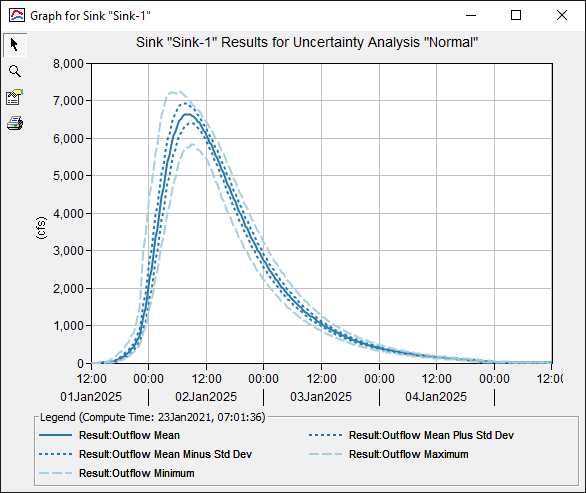 Graph for Sink "Sink-1"
Sink "Sink-1" Results for Uncertainty Analysis "Normal"
8,000
7,000
6,000
5,000
4,000
3,000
2,000
1,000
0
(cfs)
12:00 00:00 12:00 00:00 12:00 00:00 12:00 00:00 12:00
01Jan2025 02Jan2025 03Jan2025 04Jan2025
Legend (Compute Time: 23Jan2021, 07:01:36)
Result:Outflow Mean Result:Outflow Mean Plus Std Dev
Result:Outflow Mean Minus Std Dev Result:Outflow Maximum
Result:Outflow Minimum